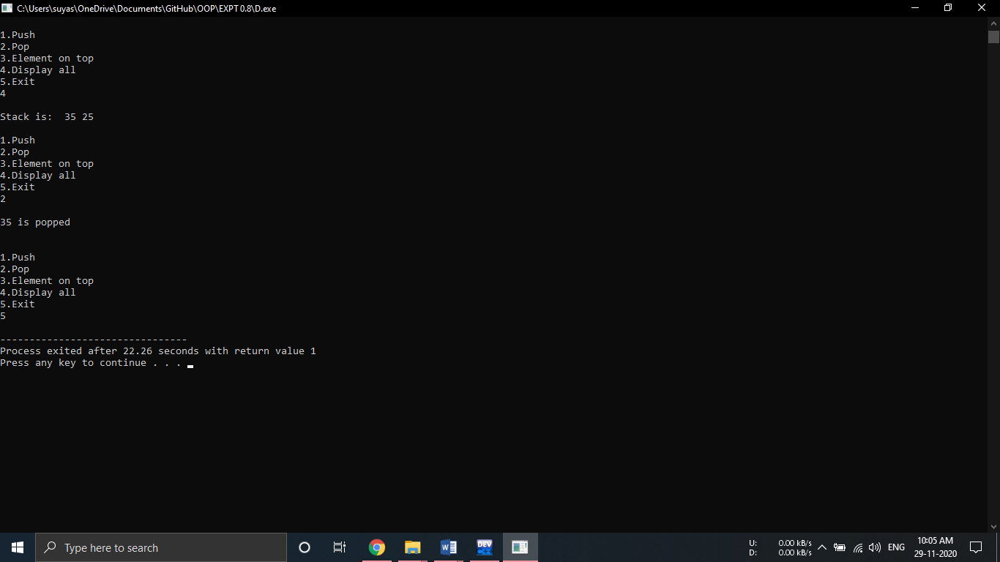 C:\Users\suyas\OneDrive\Documents\GitHub\OOP\EXPT 0.8\D.exe
1.Push
2.Pop
3.Element on top
4.Display all
5.Exit
4
Stack is:  35 25
1.Push
2.Pop
3.Element on top
4.Display all
5.Exit
2
35 is popped
1.Push
2.Pop
3.Element on top
4.Display all
5.Exit
5
--------------------------------
Process exited after 22.26 seconds with return value 1
Press any key to continue . . .
Type here to search
DEV
U: 0.00 kB/s
D: 0.00 kB/s
ENG
10:05 AM
29-11-2020